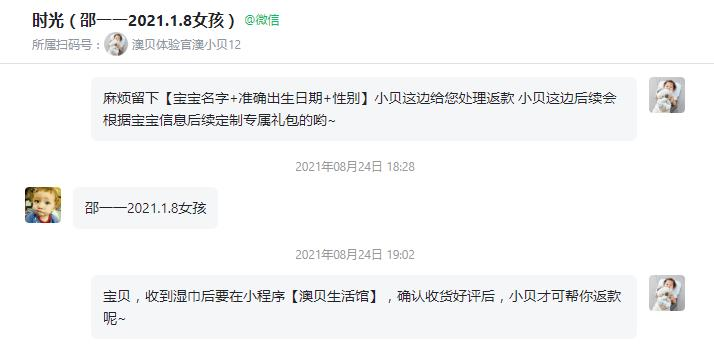 时光（邵一一2021.1.8女孩）@微信
所属扫码号：澳贝体验官澳小贝12
麻烦留下【宝宝名字+准确出生日期+性别】小贝这边给您处理返款 小贝这边后续会
根据宝宝信息后续定制专属礼包的哟~
2021年08月24日 18:28
邵一一2021.1.8女孩
2021年08月24日 19:02
宝贝，收到湿巾后要在小程序【澳贝生活馆】，确认收货好评后，小贝才可帮你返款
呢~